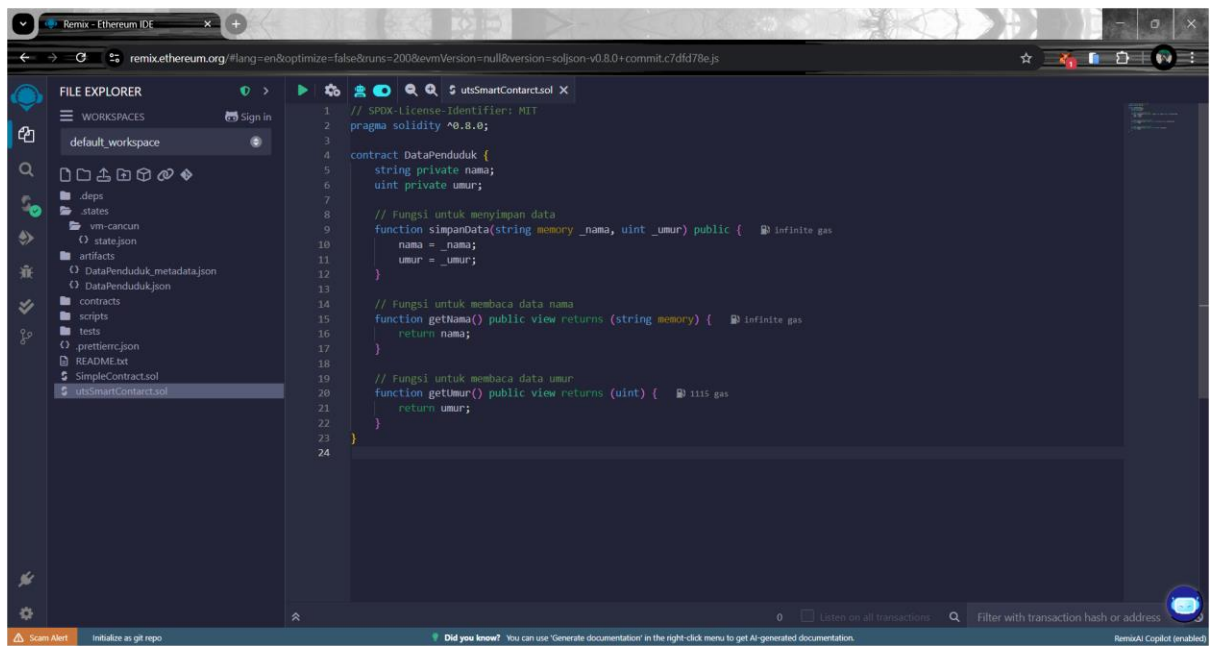 Remix - Ethereum IDE
remix.ethereum.org/#lang=en&optimize=false&runs=200&evmVersion=null&version=soljson-v0.8.0+commit.c7dfd78e.js
1
FILE EXPLORER
WORKSPACES
Sign in
default_workspace
.deps
.states
vm-cancun
state.json
artifacts
DataPenduduk_metadata.json
DataPenduduk.json
contracts
scripts
tests
.prettierrc.json
README.txt
SimpleContract.sol
utsSmartContarct.sol
utsSmartContarct.sol
1 // SPDX-License-Identifier: MIT
2 pragma solidity ^0.8.0;
3
4 contract DataPenduduk {
5 string private nama;
6 uint private umur;
7
8 // Fungsi untuk menyimpan data
9 function simpanData(string memory _nama, uint _umur) public { infinite gas
10 nama = _nama;
11 umur = _umur;
12 }
13
14 // Fungsi untuk membaca data nama
15 function getNama() public view returns (string memory) { infinite gas
16 return nama;
17 }
18
19 // Fungsi untuk membaca data umur
20 function getUmur() public view returns (uint) { 1115 gas
21 return umur;
22 }
23 }
24
0 Listen on all transactions Filter with transaction hash or address
Scam Alert Initialize as git repo Did you know? You can use 'Generate documentation' in the right-click menu to get AI-generated documentation. RemixAI Copilot (enabled)